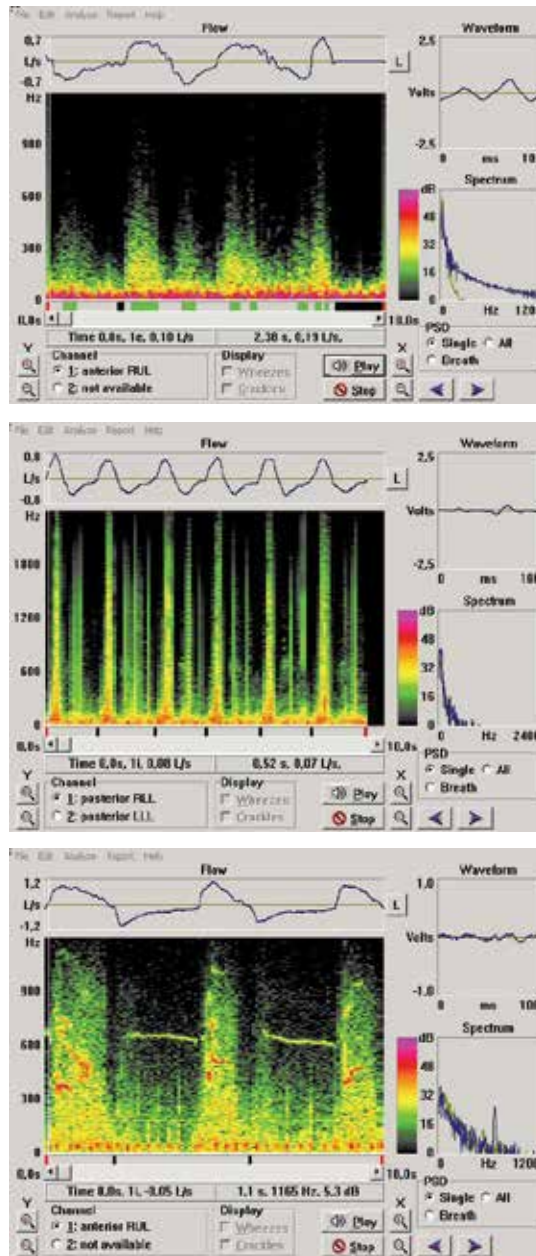 File Edit Analyze Report Help
Flow
Waveform
0,7
L/s
-0,7
L
2.5
Volts
-2.5
0 ms
Hz
900
600
300
0
Spectrum
dB
48
32
16
0 Hz 1200
0,0s
10,0s
Time 0,0s, 1e, 0,10 L/s
2,38 s, 0,19 L/s,
PSD
Single All
Breath
Y
X
Channel
1: anterior RUL
2: not available
Display
Wheezes
Crackles
Play
Stop
File Edit Analyze Report Help
Flow
Waveform
0,8
L/s
-0,8
L
2.5
Volts
-2.5
0 ms
Hz
1800
1200
600
0
Spectrum
dB
48
32
16
0 Hz 2400
0,0s
10,0s
Time 0,0s, 1i, 0,08 L/s
0,52 s, 0,07 L/s,
PSD
Single All
Breath
Y
X
Channel
1: posterior RLL
2: posterior LLL
Display
Wheezes
Crackles
Play
Stop
File Edit Analyze Report Help
Flow
Waveform
1,2
L/s
-1,2
L
1.0
Volts
-1.0
0 ms
Hz
900
600
300
0
Spectrum
dB
48
32
16
0 Hz 1200
0,0s
10,0s
Time 0,0s, 1i, -0,05 L/s
1,1 s, 1165 Hz, 5,3 dB
PSD
Single All
Breath
Y
X
Channel
1: anterior RUL
2: not available
Display
Wheezes
Crackles
Play
Stop